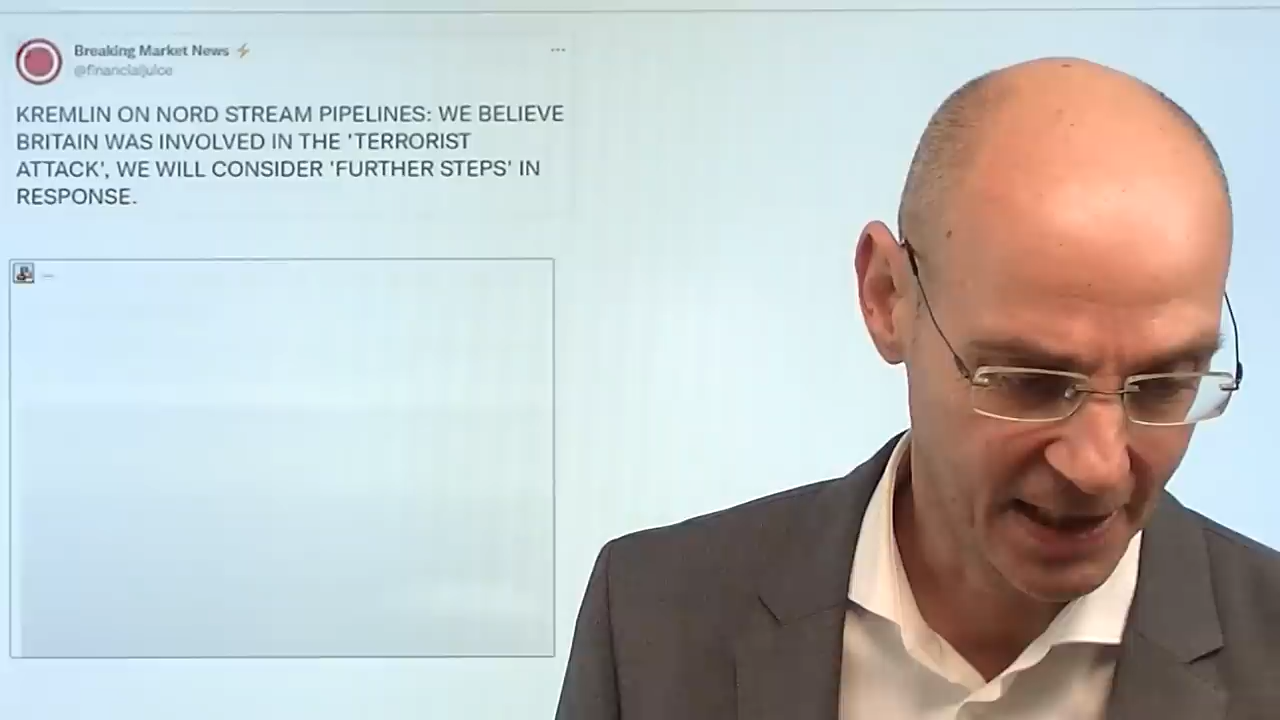 Breaking Market News ⚡
@financialjuice
KREMLIN ON NORD STREAM PIPELINES: WE BELIEVE
BRITAIN WAS INVOLVED IN THE 'TERRORIST
ATTACK', WE WILL CONSIDER 'FURTHER STEPS' IN
RESPONSE.